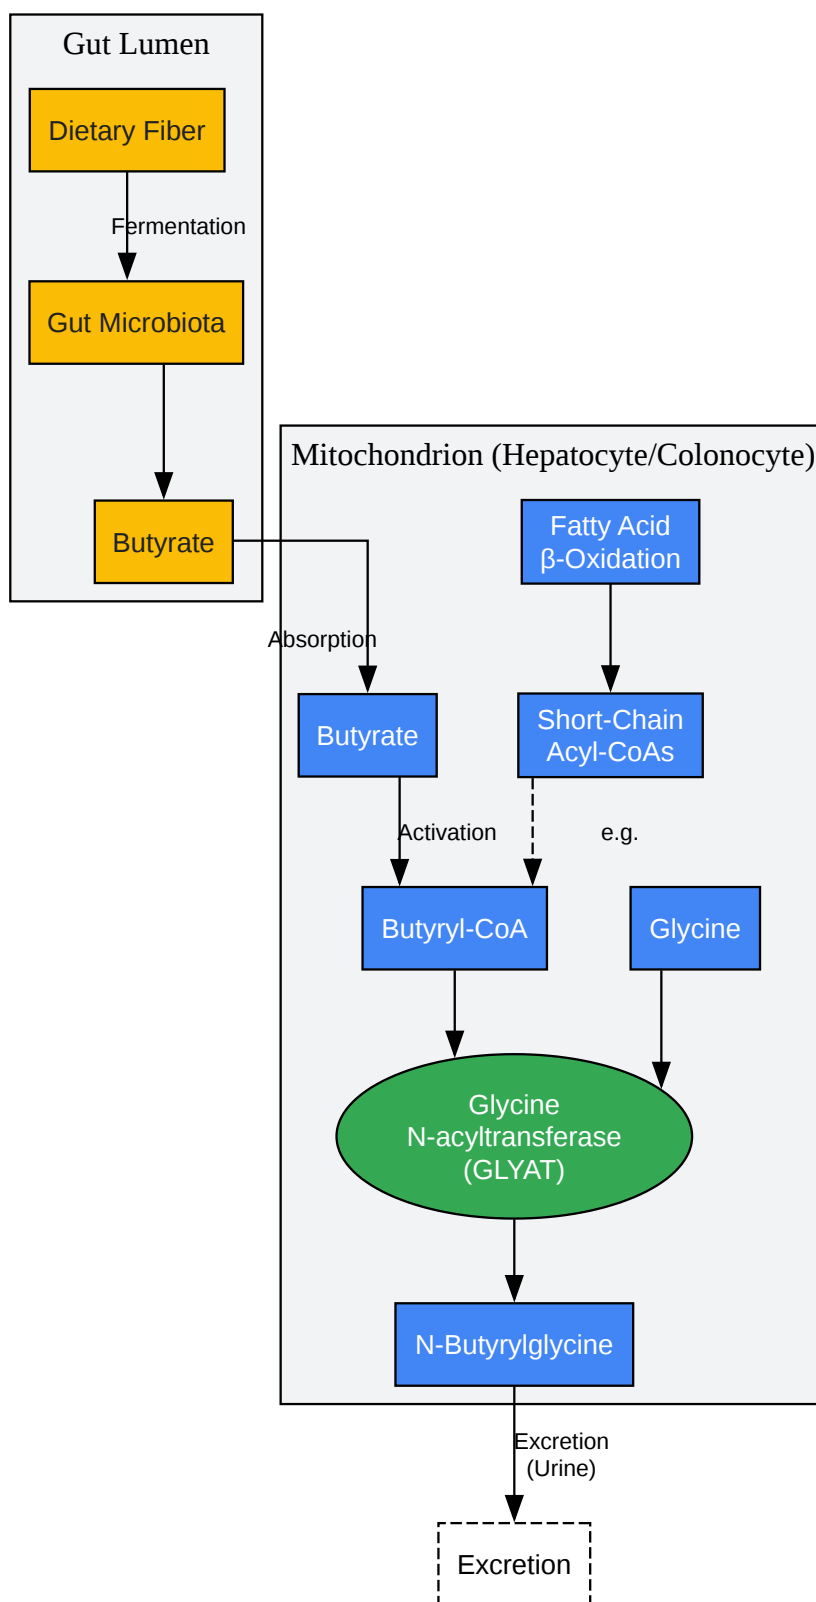 Gut Lumen
Dietary Fiber
Fermentation
Gut Microbiota
Butyrate
Mitochondrion (Hepatocyte/Colonocyte)
Fatty Acid
β-Oxidation
Absorption
Butyrate
Short-Chain
Acyl-CoAs
Activation
e.g.
Butyryl-CoA
Glycine
Glycine
N-acyltransferase
(GLYAT)
N-Butyrylglycine
Excretion
(Urine)
Excretion